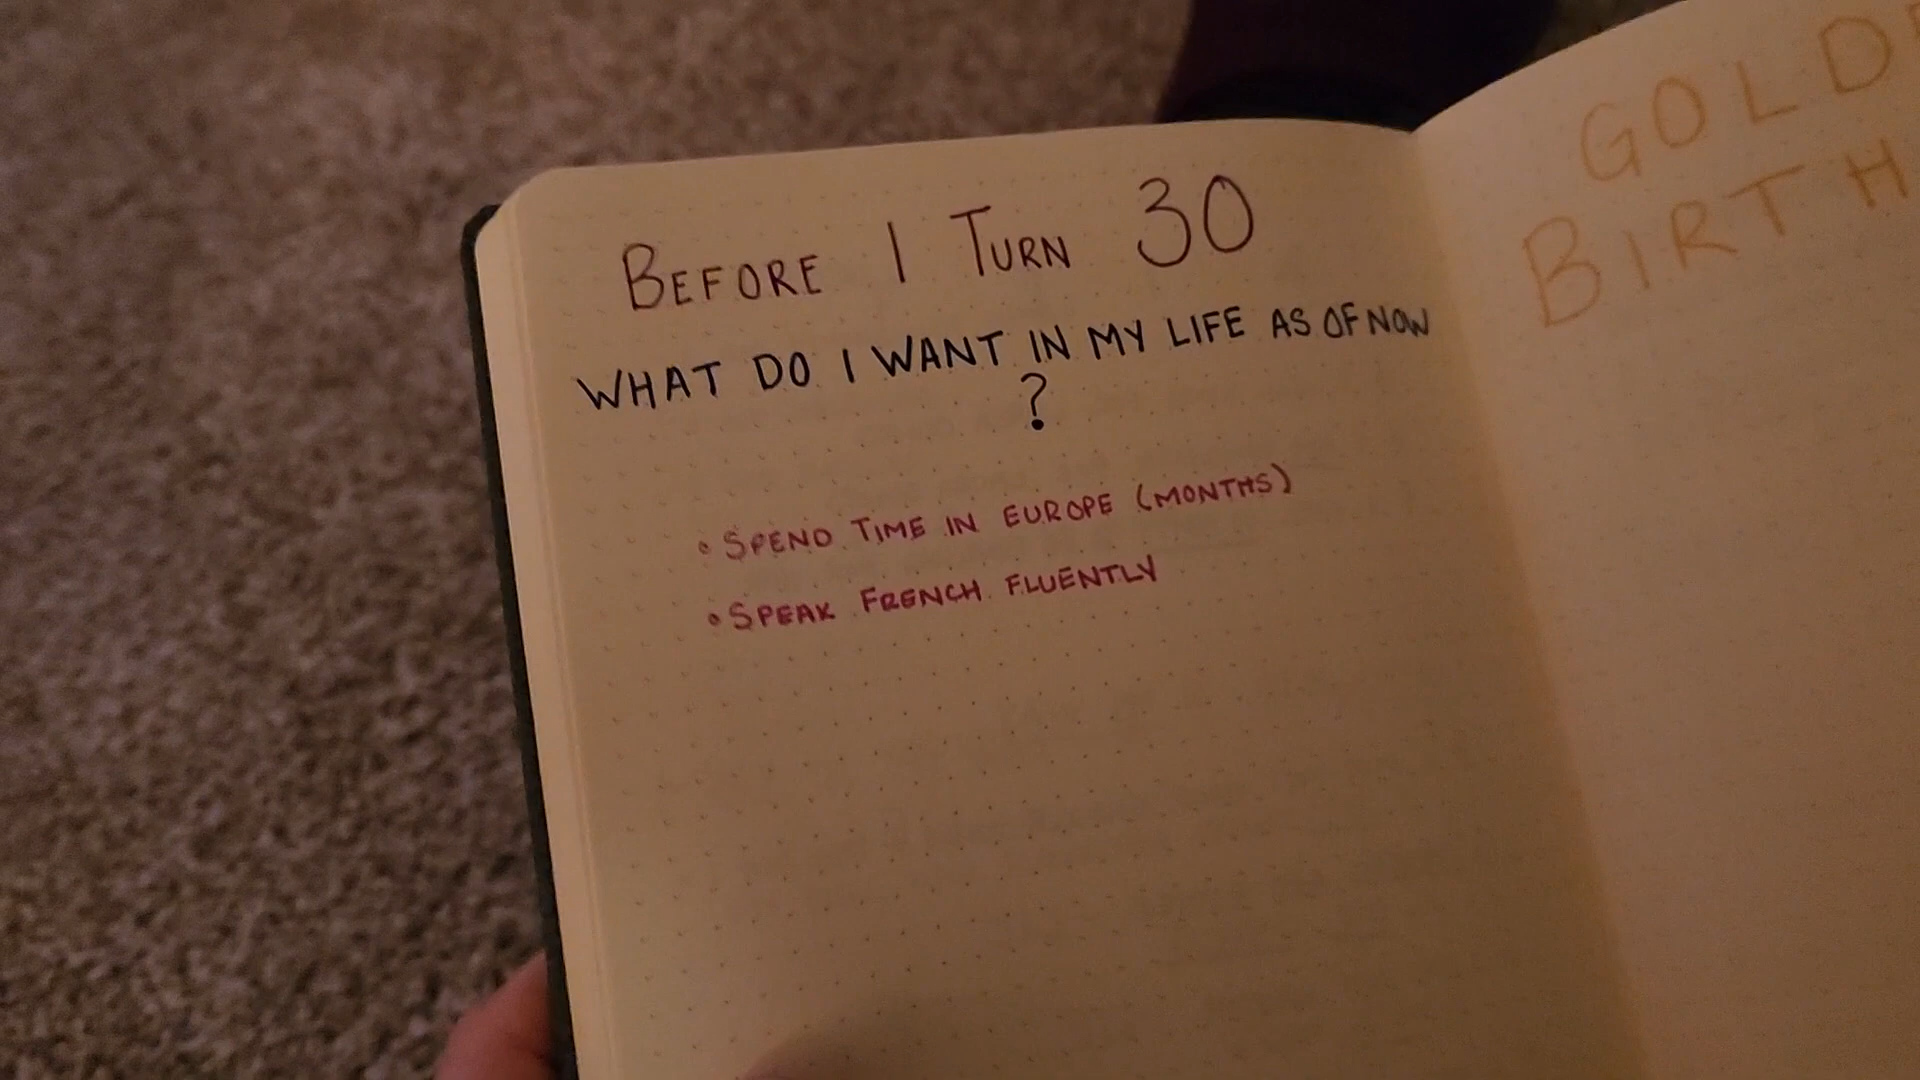 BEFORE I TURN 30
WHAT DO I WANT IN MY LIFE AS OF NOW
?
• SPEND TIME IN EUROPE (MONTHS)
• SPEAK FRENCH FLUENTLY
GOLD
BIRTH